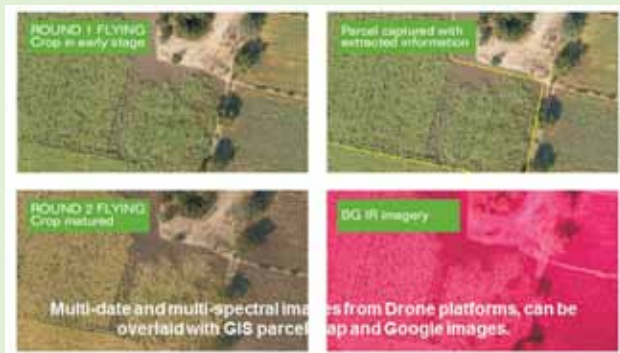 ROUND 1 FLYING
Crop in early stage
Parcel captured with
extracted information
ROUND 2 FLYING
Crop matured
BG IR imagery
Multi-date and multi-spectral images from Drone platforms, can be
overlaid with GIS parcel map and Google images.